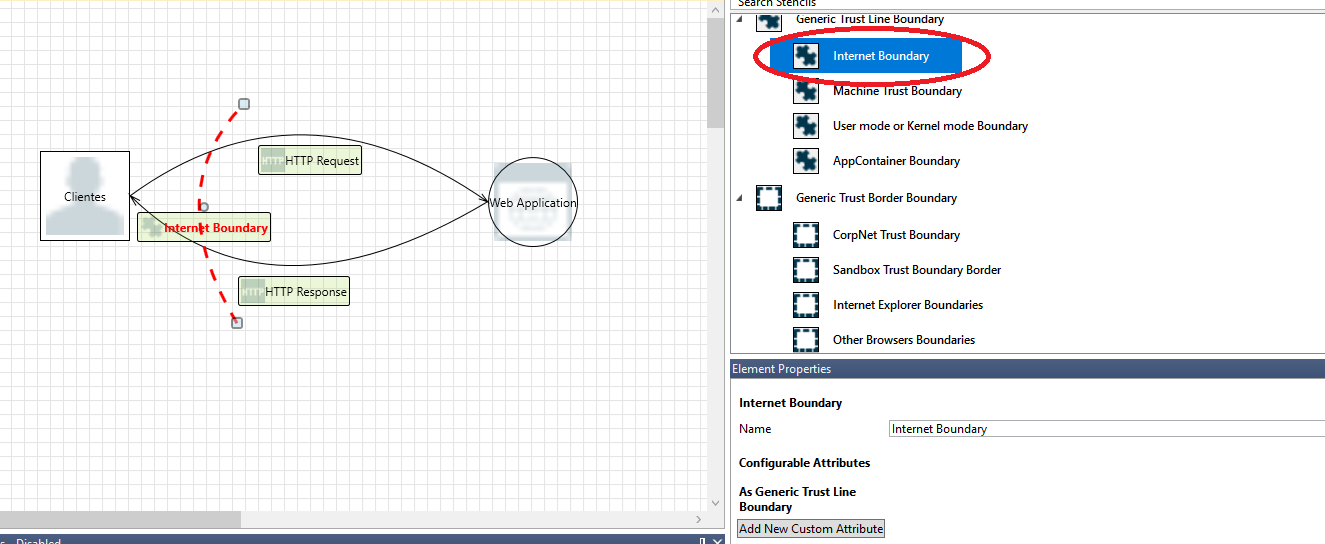 Search Stencils
Generic Trust Line Boundary
Internet Boundary
Machine Trust Boundary
User mode or Kernel mode Boundary
AppContainer Boundary
Generic Trust Border Boundary
CorpNet Trust Boundary
Sandbox Trust Boundary Border
Internet Explorer Boundaries
Other Browsers Boundaries
HTTP HTTP Request
Clientes
Web Application
Internet Boundary
HTTP HTTP Response
Element Properties
Internet Boundary
Name
Internet Boundary
Configurable Attributes
As Generic Trust Line
Boundary
Add New Custom Attribute
Disabled